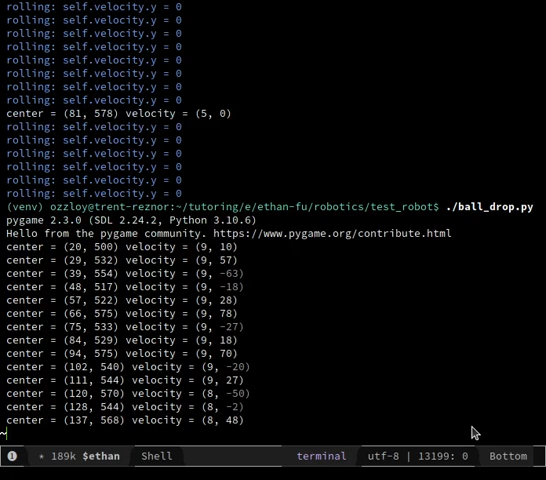 rolling: self.velocity.y = 0
rolling: self.velocity.y = 0
rolling: self.velocity.y = 0
rolling: self.velocity.y = 0
rolling: self.velocity.y = 0
rolling: self.velocity.y = 0
rolling: self.velocity.y = 0
rolling: self.velocity.y = 0
center = (81, 578) velocity = (5, 0)
rolling: self.velocity.y = 0
rolling: self.velocity.y = 0
rolling: self.velocity.y = 0
rolling: self.velocity.y = 0
rolling: self.velocity.y = 0
rolling: self.velocity.y = 0
(venv) ozzloy@trent-reznor:~/tutoring/e/ethan-fu/robotics/test_robot$ ./ball_drop.py
pygame 2.3.0 (SDL 2.24.2, Python 3.10.6)
Hello from the pygame community. https://www.pygame.org/contribute.html
center = (20, 500) velocity = (9, 10)
center = (29, 532) velocity = (9, 57)
center = (39, 554) velocity = (9, -63)
center = (48, 517) velocity = (9, -18)
center = (57, 522) velocity = (9, 28)
center = (66, 575) velocity = (9, 78)
center = (75, 533) velocity = (9, -27)
center = (84, 529) velocity = (9, 18)
center = (94, 575) velocity = (9, 70)
center = (102, 540) velocity = (9, -20)
center = (111, 544) velocity = (9, 27)
center = (120, 570) velocity = (8, -50)
center = (128, 544) velocity = (8, -2)
center = (137, 568) velocity = (8, 48)
~
1 * 189k $ethan Shell terminal utf-8 | 13199: 0 Bottom